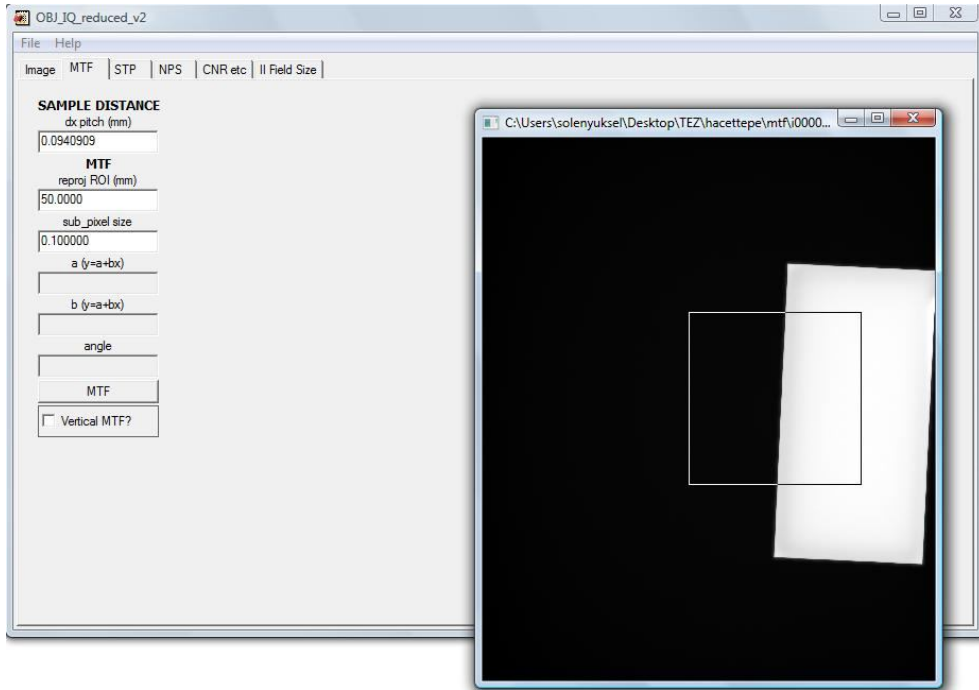 OBJ_IQ_reduced_v2
File Help
Image MTF STP NPS CNR etc II Field Size
SAMPLE DISTANCE
dx pitch (mm)
0.0940909
MTF
reproj ROI (mm)
50.0000
sub_pixel size
0.100000
a (y=a+bx)
b (y=a+bx)
angle
MTF
Vertical MTF?
C:\Users\solenyuksel\Desktop\TEZ\hacettepe\mtf\i0000...